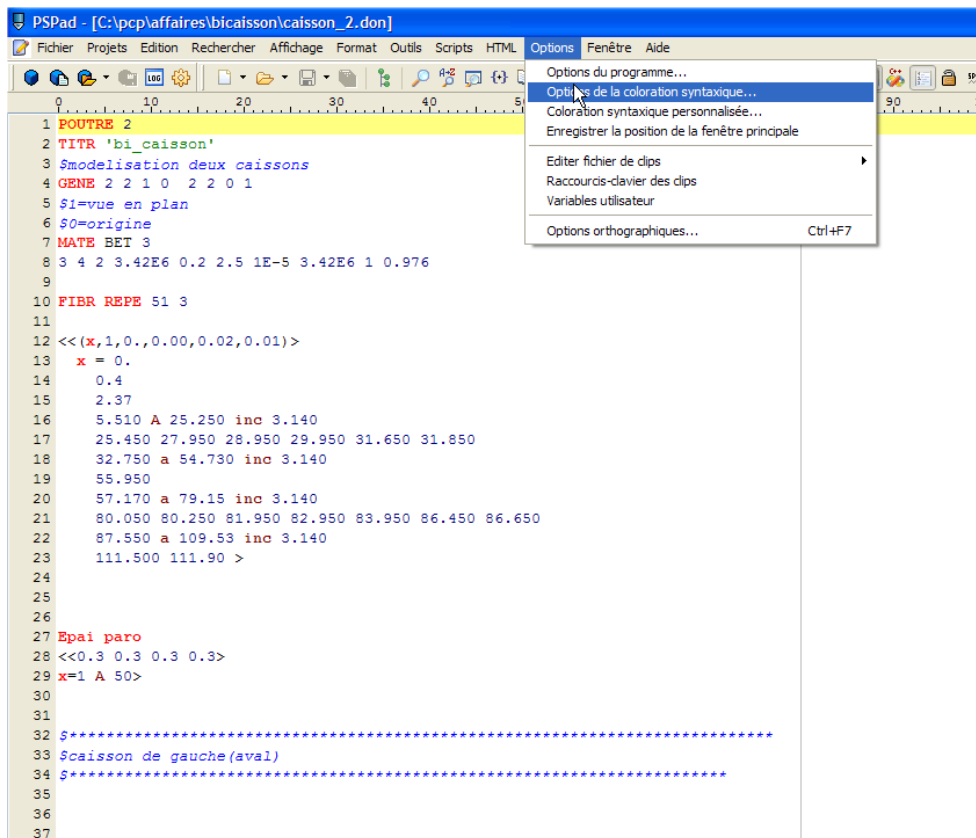 PSPad - [C:\pcp\affaires\bicaisson\caisson_2.don]
Fichier Projets Edition Rechercher Affichage Format Outils Scripts HTML Options Fenêtre Aide
LOG
Options du programme...
Options de la coloration syntaxique...
Coloration syntaxique personnalisée...
Enregistrer la position de la fenêtre principale
Editer fichier de clips
Raccourcis-clavier des clips
Variables utilisateur
Options orthographiques... Ctrl+F7
0 10 20 30 40 90
1 POUTRE 2
2 TITR 'bi_caisson'
3 $modelisation deux caissons
4 GENE 2 2 1 0  2 2 0 1
5 $1=vue en plan
6 $0=origine
7 MATE BET 3
8 3 4 2 3.42E6 0.2 2.5 1E-5 3.42E6 1 0.976
9
10 FIBR REPE 51 3
11
12 <<(x,1,0.,0.00,0.02,0.01)>
13 x = 0.
14 0.4
15 2.37
16 5.510 A 25.250 inc 3.140
17 25.450 27.950 28.950 29.950 31.650 31.850
18 32.750 a 54.730 inc 3.140
19 55.950
20 57.170 a 79.15 inc 3.140
21 80.050 80.250 81.950 82.950 83.950 86.450 86.650
22 87.550 a 109.53 inc 3.140
23 111.500 111.90 >
24
25
26
27 Epai paro
28 <<0.3 0.3 0.3 0.3>
29 x=1 A 50>
30
31
32 $****************************************************************************
33 $caisson de gauche(aval)
34 $***********************************************************************
35
36
37